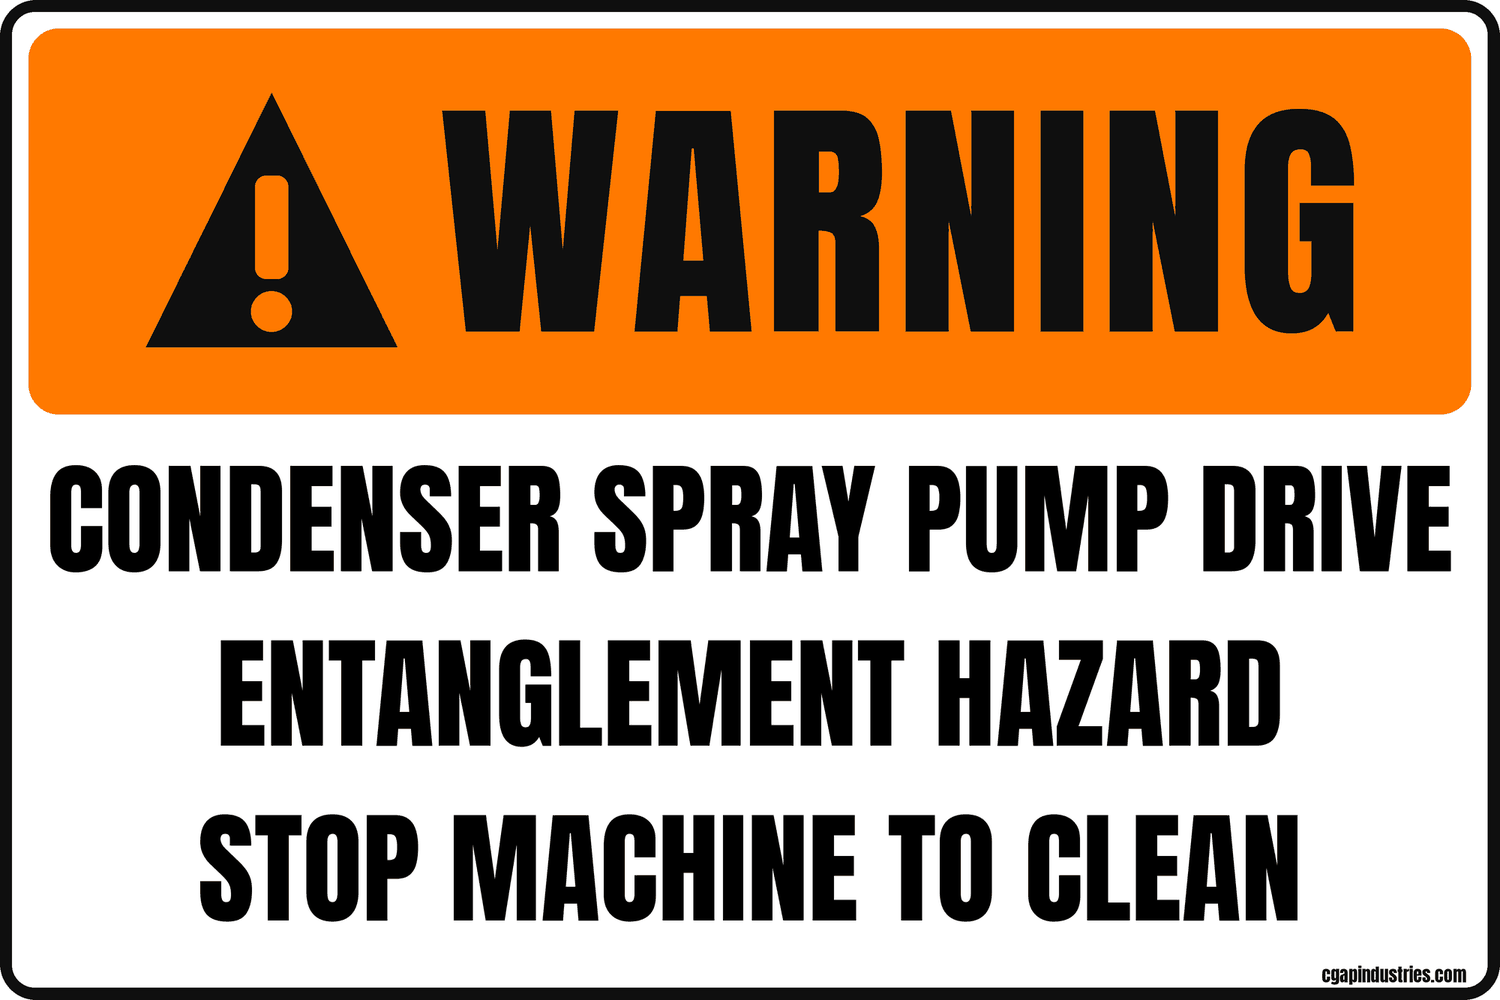 WARNING
CONDENSER SPRAY PUMP DRIVE
ENTANGLEMENT HAZARD
STOP MACHINE TO CLEAN
cgapindustries.com